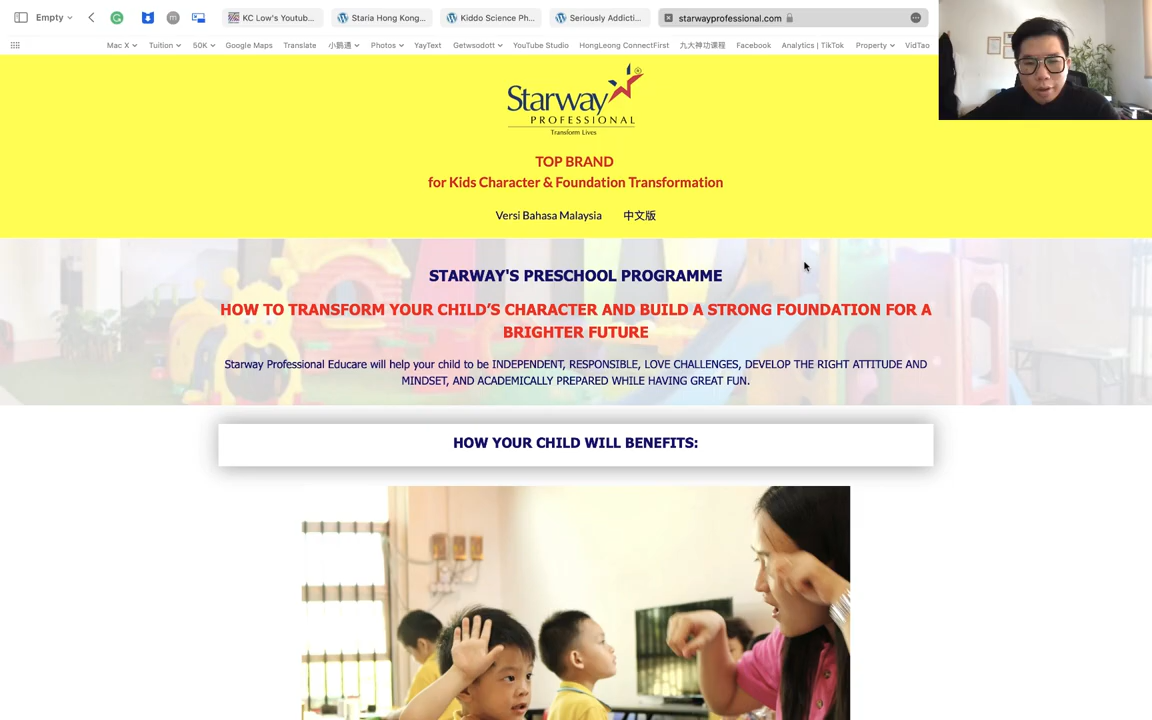 Empty
KC Low's Youtub...
Staria Hong Kong...
Kiddo Science Ph...
Seriously Addicti...
starwayprofessional.com
Mac X
Tuition
50K
Google Maps
Translate
小鹅通
Photos
YayText
Getwsodott
YouTube Studio
HongLeong ConnectFirst
九大神功课程
Facebook
Analytics | TikTok
Property
VidTao
Starway
PROFESSIONAL
Transform Lives
TOP BRAND
for Kids Character & Foundation Transformation
Versi Bahasa Malaysia 中文版
STARWAY'S PRESCHOOL PROGRAMME
HOW TO TRANSFORM YOUR CHILD’S CHARACTER AND BUILD A STRONG FOUNDATION FOR A
BRIGHTER FUTURE
Starway Professional Educare will help your child to be INDEPENDENT, RESPONSIBLE, LOVE CHALLENGES, DEVELOP THE RIGHT ATTITUDE AND
MINDSET, AND ACADEMICALLY PREPARED WHILE HAVING GREAT FUN.
HOW YOUR CHILD WILL BENEFITS: